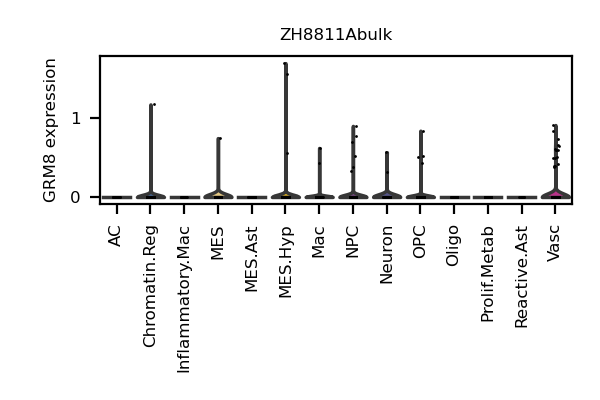 ZH8811Abulk
GRM8 expression
1
0
AC
Chromatin.Reg
Inflammatory.Mac
MES
MES.Ast
MES.Hyp
Mac
NPC
Neuron
OPC
Oligo
Prolif.Metab
Reactive.Ast
Vasc